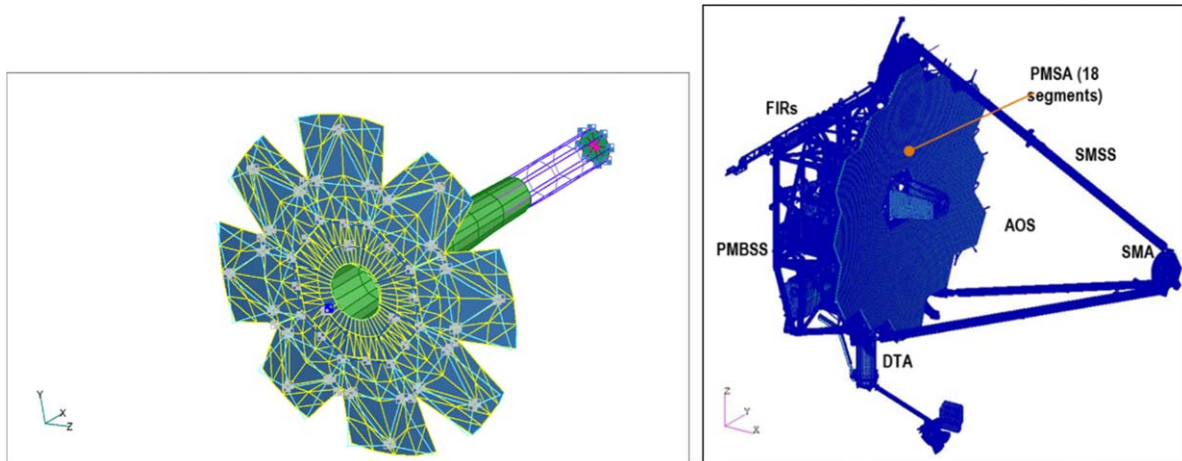 Y
X
Z
PMSA (18
segments)
FIRs
SMSS
AOS
PMBSS
SMA
DTA
Z
Y
X